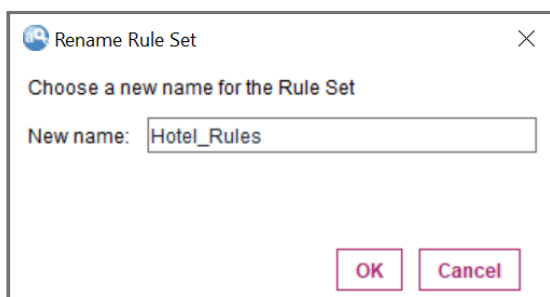 Rename Rule Set
Choose a new name for the Rule Set
New name: Hotel_Rules
OK Cancel